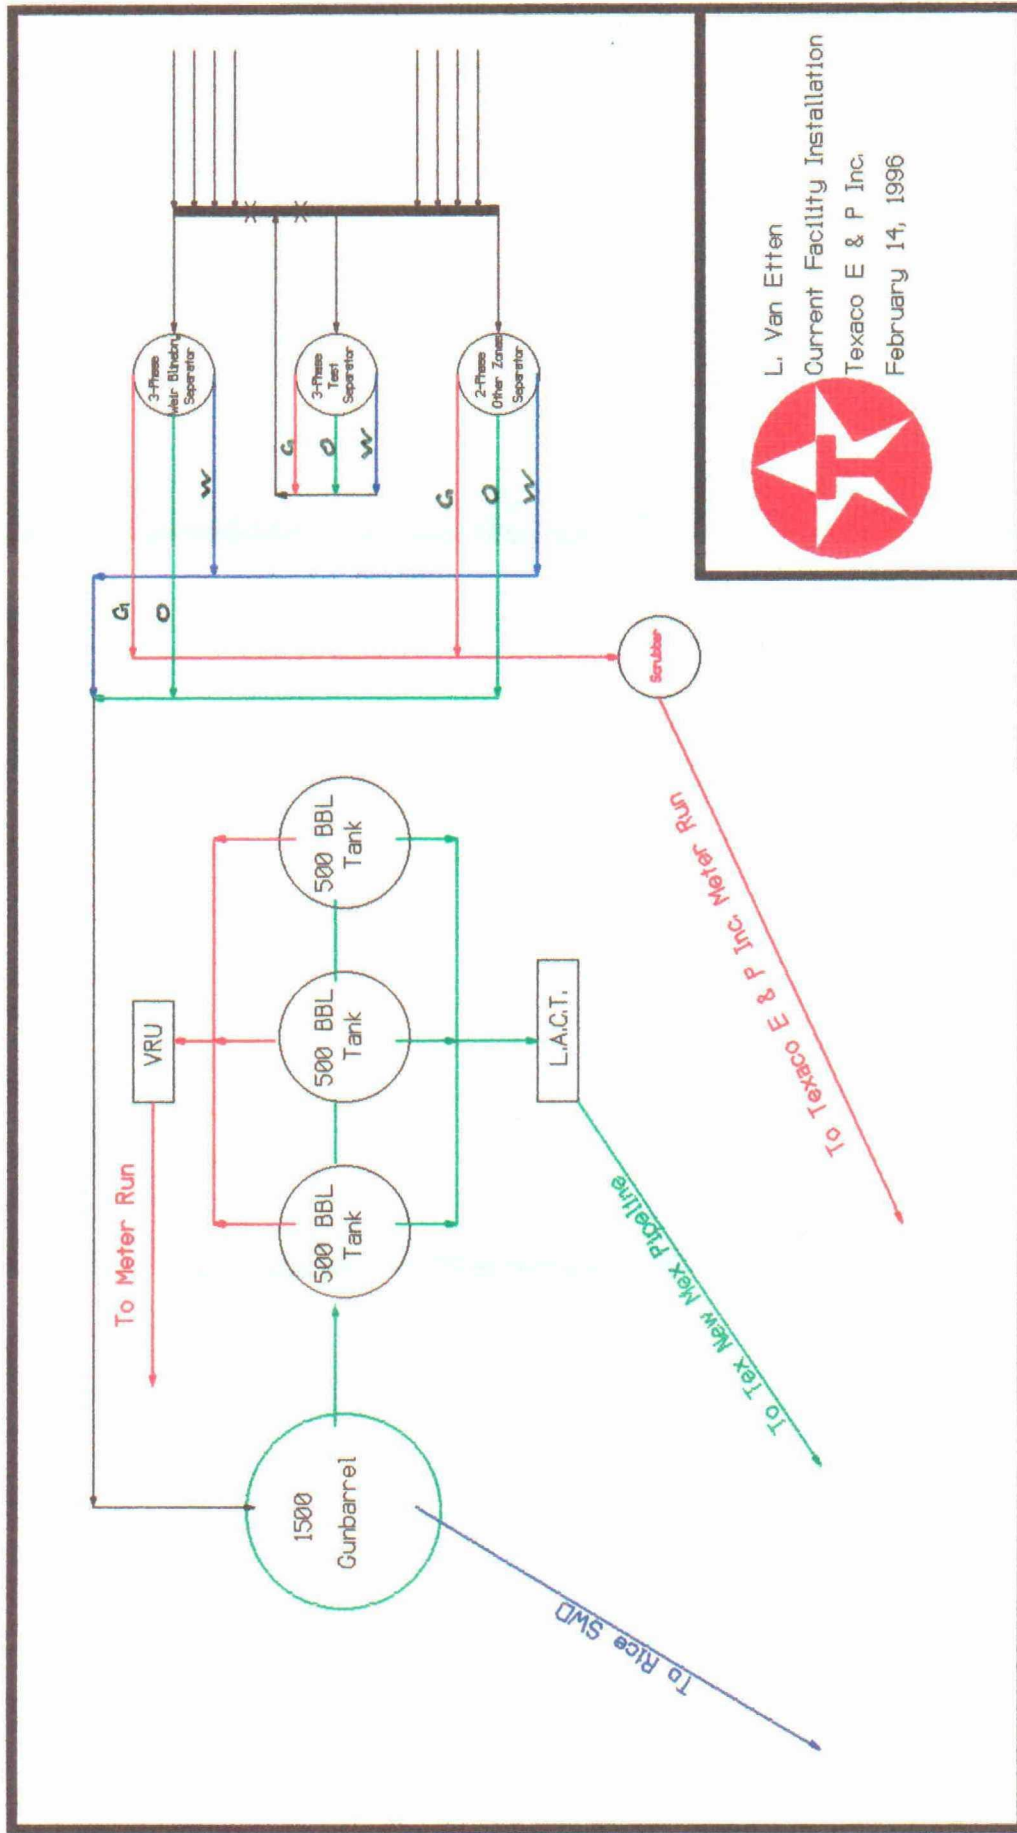 3-Phase
Weir Blinebry
Separator
3-Phase
Test
Separator
2-Phase
Other Zones
Separator
G
O
W
G
O
W
G
O
W
G
O
Scrubber
To Texaco E & P Inc. Meter Run
500 BBL
Tank
500 BBL
Tank
500 BBL
Tank
VRU
To Meter Run
L.A.C.T.
To Tex New Mex Pipeline
1500
Gunbarrel
To Rice SWD
T
L. Van Etten
Current Facility Installation
Texaco E & P Inc.
February 14, 1996